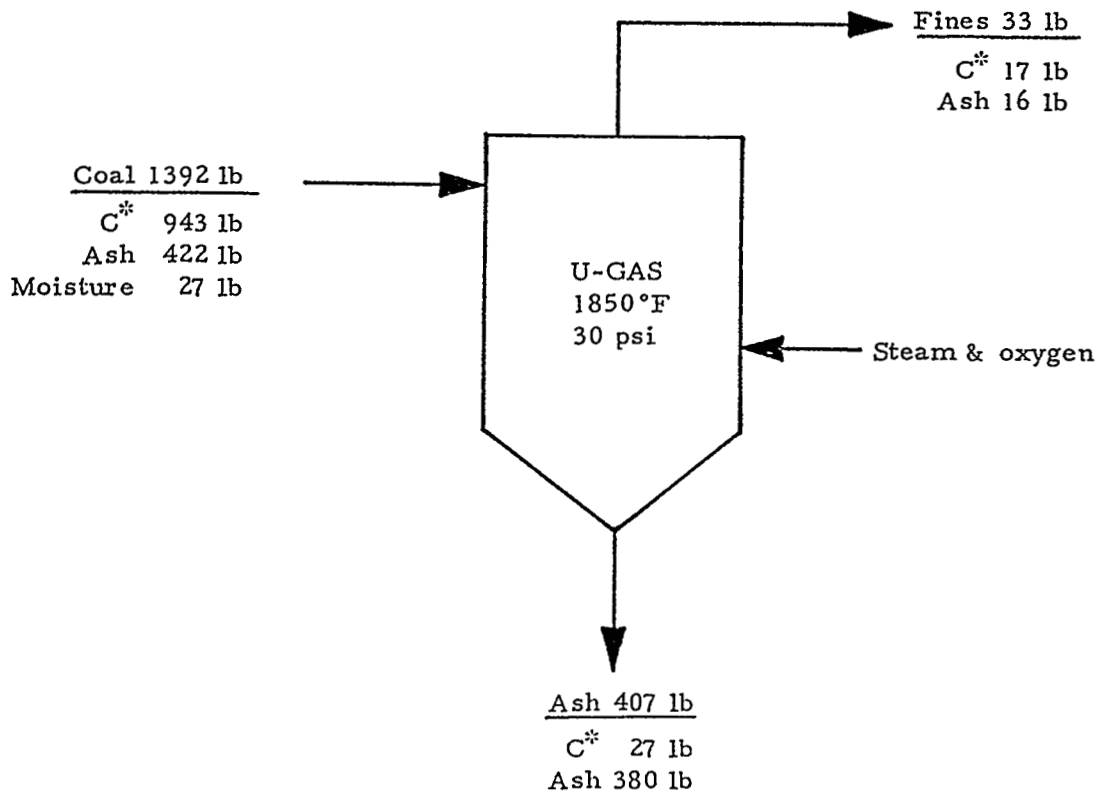 Fines 33 lb
C* 17 lb
Ash 16 lb
Coal 1392 lb
C* 943 lb
Ash 422 lb
Moisture 27 lb
U-GAS
1850°F
30 psi
Steam & oxygen
Ash 407 lb
C* 27 lb
Ash 380 lb